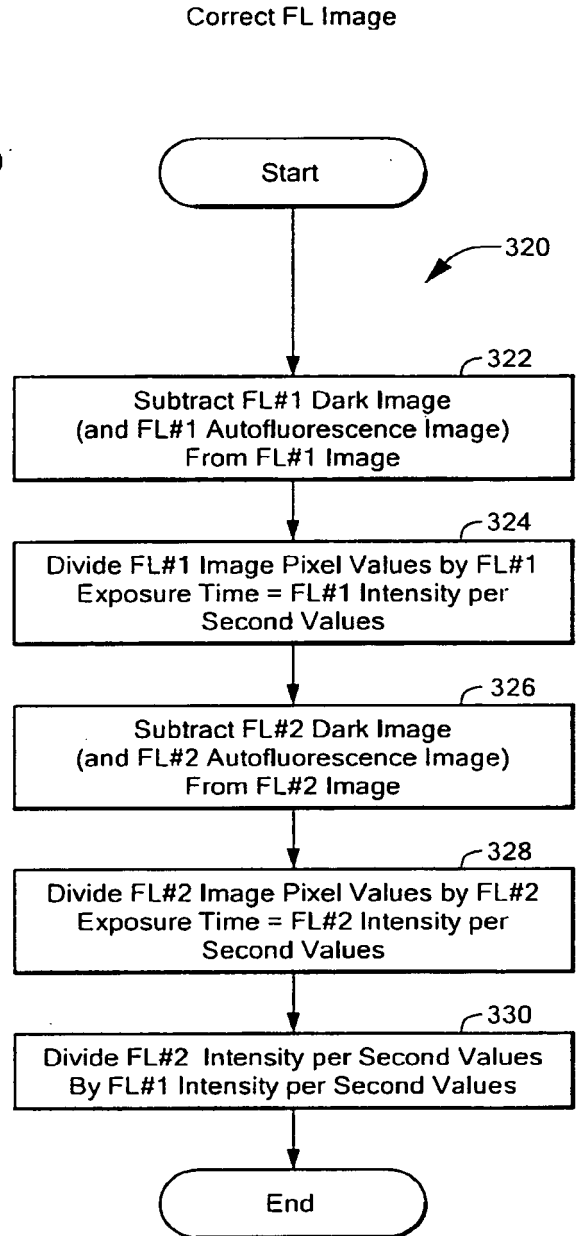 Correct FL Image
Start
320
322
Subtract FL#1 Dark Image
(and FL#1 Autofluorescence Image)
From FL#1 Image
324
Divide FL#1 Image Pixel Values by FL#1
Exposure Time = FL#1 Intensity per
Second Values
326
Subtract FL#2 Dark Image
(and FL#2 Autofluorescence Image)
From FL#2 Image
328
Divide FL#2 Image Pixel Values by FL#2
Exposure Time = FL#2 Intensity per
Second Values
330
Divide FL#2 Intensity per Second Values
By FL#1 Intensity per Second Values
End